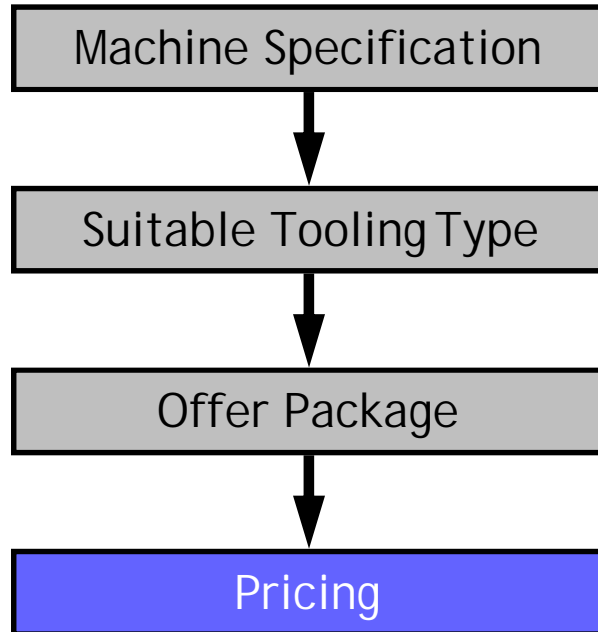 Machine Specification
Suitable Tooling Type
Offer Package
Pricing